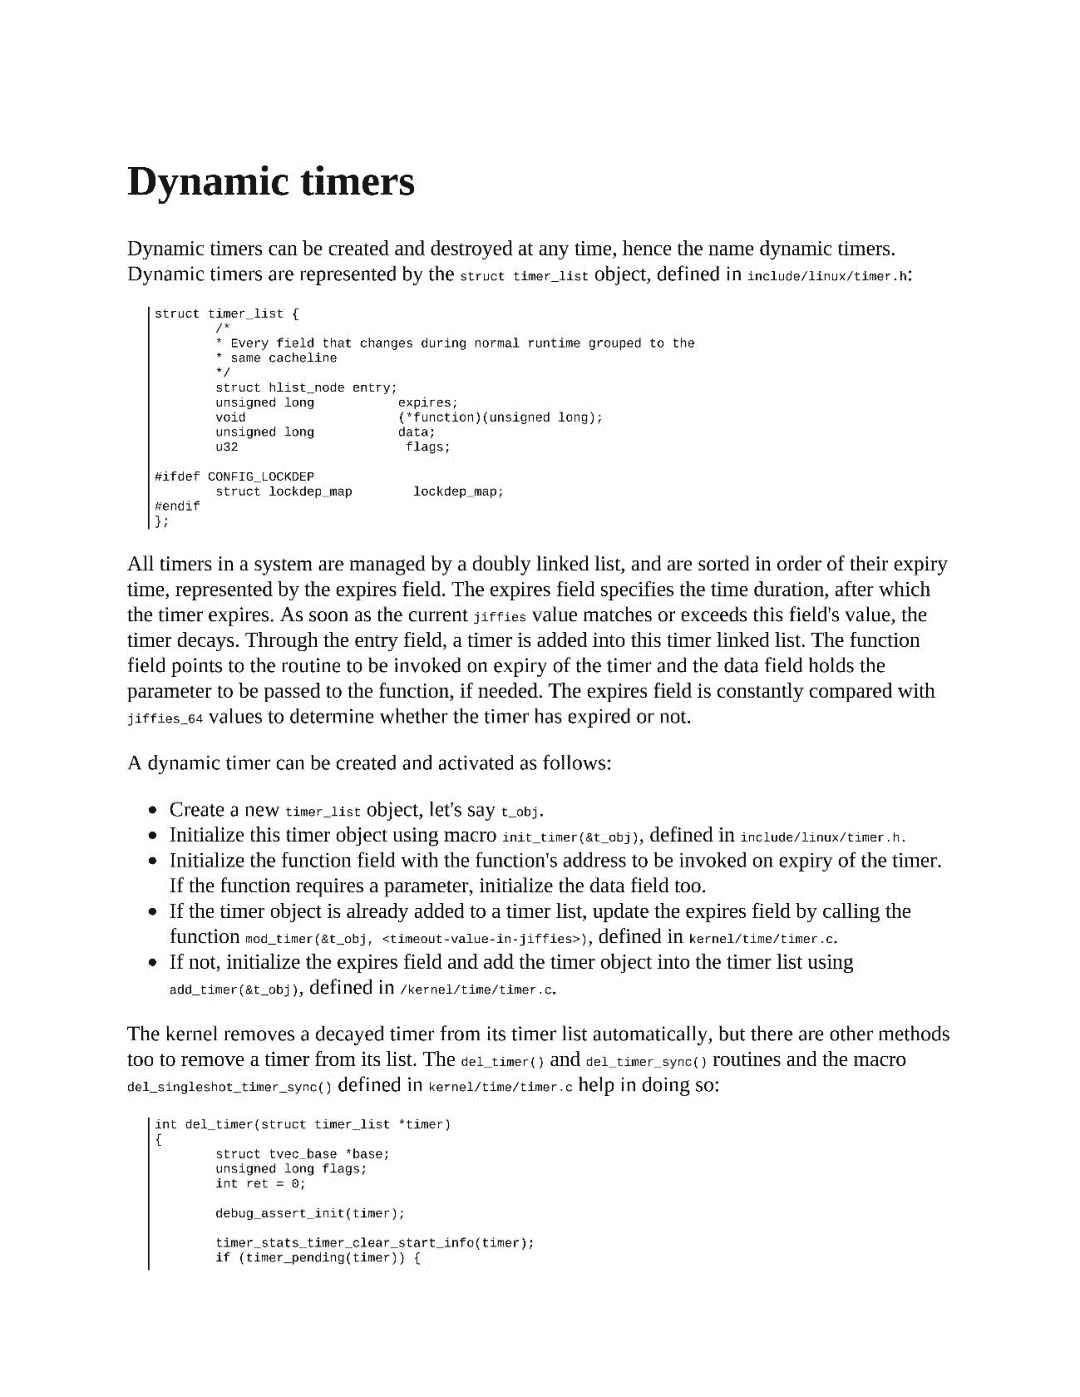 Dynamic timers
Dynamic timers can be created and destroyed at any time, hence the name dynamic timers.
Dynamic timers are represented by the struct timer_list object, defined in include/linux/timer.h:
struct timer_list {
        /*
        * Every field that changes during normal runtime grouped to the
        * same cacheline
        */
        struct hlist_node entry;
        unsigned long           expires;
        void                    (*function)(unsigned long);
        unsigned long           data;
        u32                      flags;
#ifdef CONFIG_LOCKDEP
        struct lockdep_map        lockdep_map;
#endif
};
All timers in a system are managed by a doubly linked list, and are sorted in order of their expiry
time, represented by the expires field. The expires field specifies the time duration, after which
the timer expires. As soon as the current jiffies value matches or exceeds this field's value, the
timer decays. Through the entry field, a timer is added into this timer linked list. The function
field points to the routine to be invoked on expiry of the timer and the data field holds the
parameter to be passed to the function, if needed. The expires field is constantly compared with
jiffies_64 values to determine whether the timer has expired or not.
A dynamic timer can be created and activated as follows:
• Create a new timer_list object, let's say t_obj.
• Initialize this timer object using macro init_timer(&t_obj), defined in include/linux/timer.h.
• Initialize the function field with the function's address to be invoked on expiry of the timer.
If the function requires a parameter, initialize the data field too.
• If the timer object is already added to a timer list, update the expires field by calling the
function mod_timer(&t_obj, <timeout-value-in-jiffies>), defined in kernel/time/timer.c.
• If not, initialize the expires field and add the timer object into the timer list using
add_timer(&t_obj), defined in /kernel/time/timer.c.
The kernel removes a decayed timer from its timer list automatically, but there are other methods
too to remove a timer from its list. The del_timer() and del_timer_sync() routines and the macro
del_singleshot_timer_sync() defined in kernel/time/timer.c help in doing so:
int del_timer(struct timer_list *timer)
{
        struct tvec_base *base;
        unsigned long flags;
        int ret = 0;
        debug_assert_init(timer);
        timer_stats_timer_clear_start_info(timer);
        if (timer_pending(timer)) {